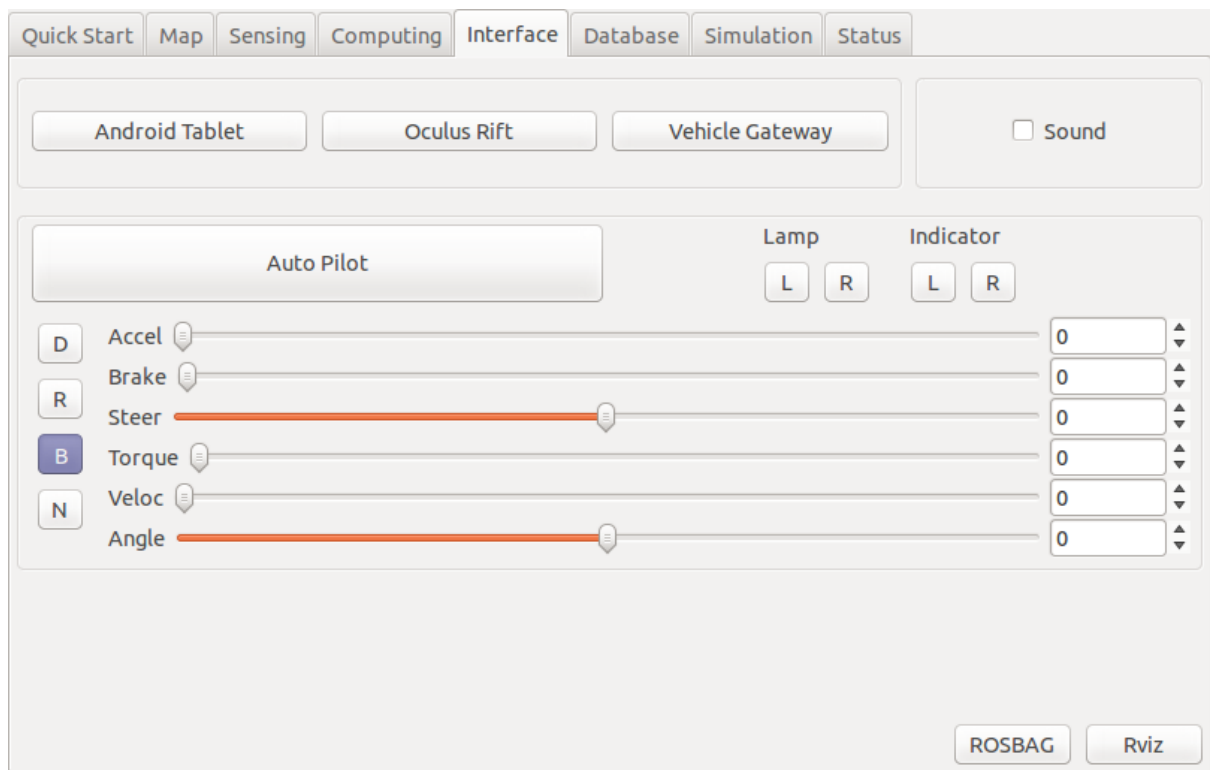 Quick Start Map Sensing Computing Interface Database Simulation Status
Android Tablet Oculus Rift Vehicle Gateway Sound
Auto Pilot
Lamp Indicator
L R L R
D
R
B
N
Accel 0
Brake 0
Steer 0
Torque 0
Veloc 0
Angle 0
ROSBAG Rviz